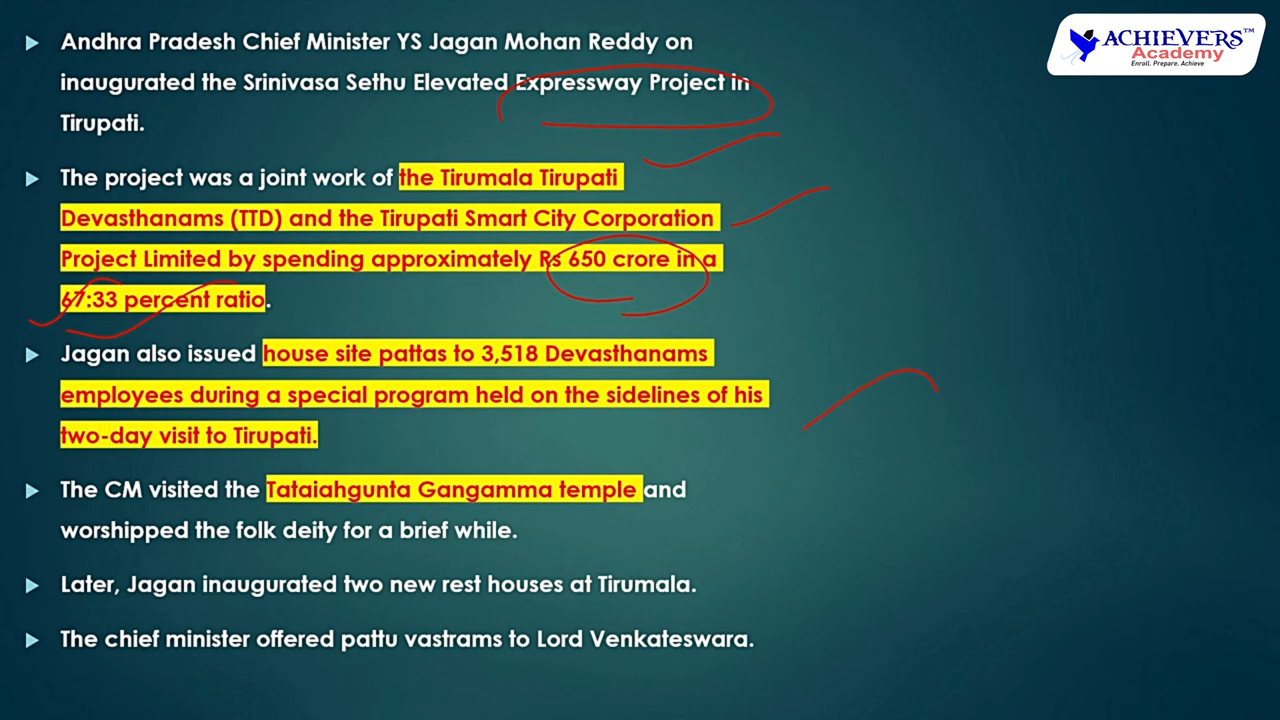 Andhra Pradesh Chief Minister YS Jagan Mohan Reddy on
inaugurated the Srinivasa Sethu Elevated Expressway Project in
Tirupati.
The project was a joint work of the Tirumala Tirupati
Devasthanams (TTD) and the Tirupati Smart City Corporation
Project Limited by spending approximately Rs 650 crore in a
67:33 percent ratio.
Jagan also issued house site pattas to 3,518 Devasthanams
employees during a special program held on the sidelines of his
two-day visit to Tirupati.
The CM visited the Tataiahgunta Gangamma temple and
worshipped the folk deity for a brief while.
Later, Jagan inaugurated two new rest houses at Tirumala.
The chief minister offered pattu vastrams to Lord Venkateswara.
ACHIEVERS™
Academy
Enroll. Prepare. Achieve